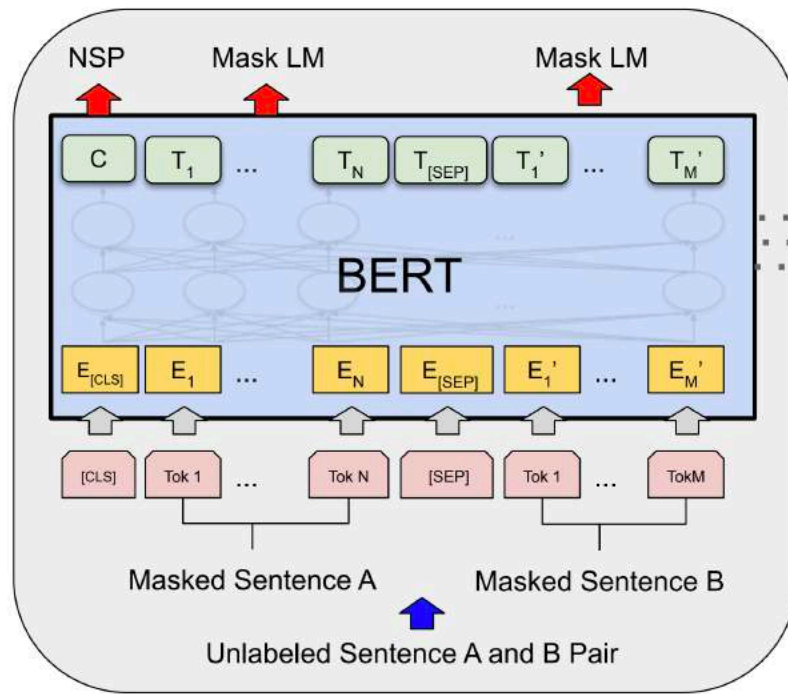 NSP Mask LM Mask LM
C T1 ... TN T[SEP] T1' ... TM'
...
BERT
...
E[CLS] E1 ... EN E[SEP] E1' ... EM'
[CLS] Tok 1 ... Tok N [SEP] Tok 1 ... TokM
Masked Sentence A Masked Sentence B
Unlabeled Sentence A and B Pair